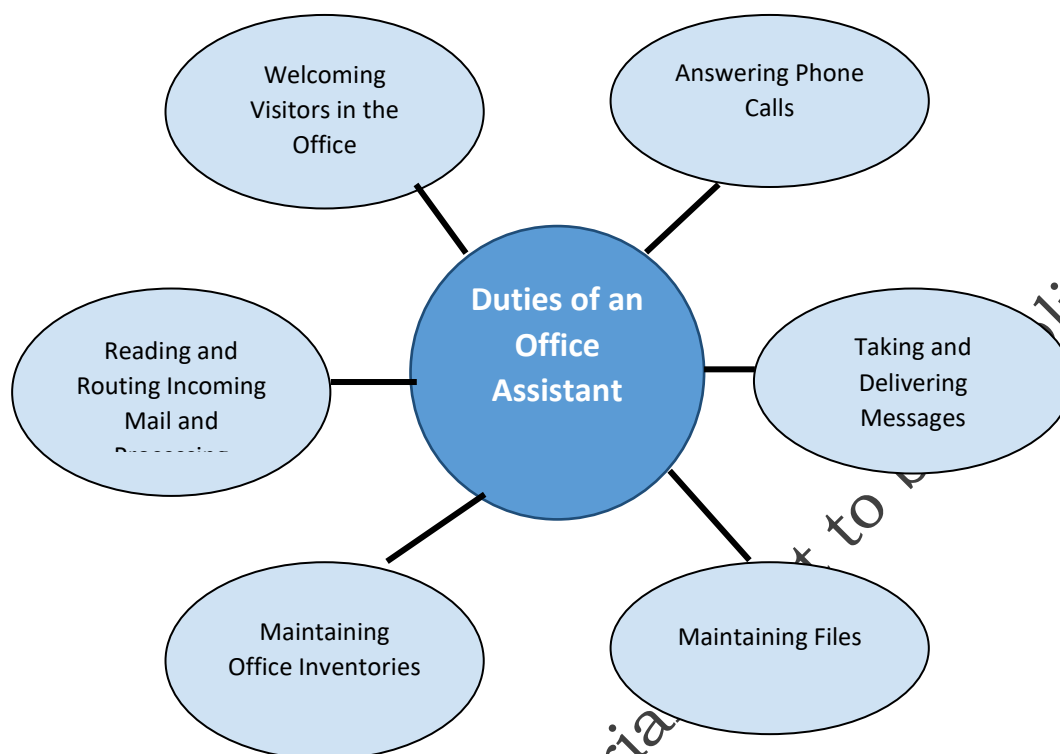 Welcoming
Visitors in the
Office
Answering Phone
Calls
Duties of an
Office
Assistant
Reading and
Routing Incoming
Mail and
Taking and
Delivering
Messages
Maintaining
Office Inventories
Maintaining Files
to